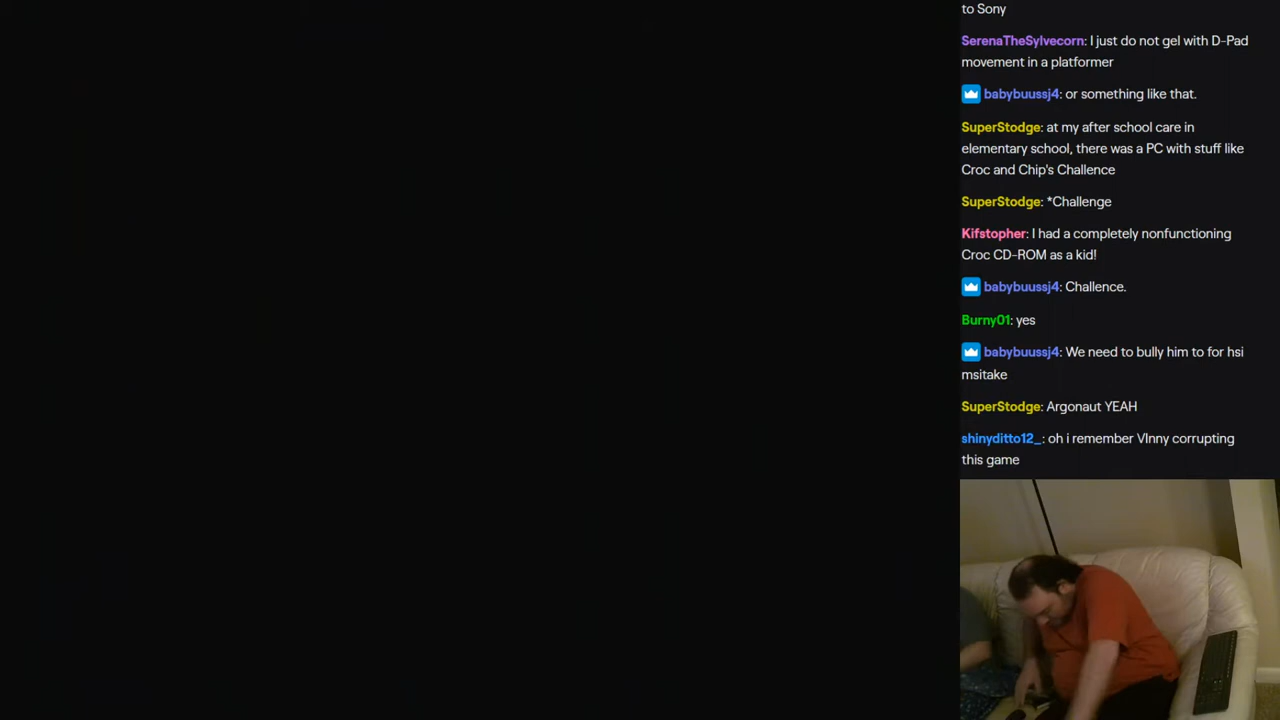 to Sony
SerenaTheSylvecorn: I just do not gel with D-Pad
movement in a platformer
babybuussj4: or something like that.
SuperStodge: at my after school care in
elementary school, there was a PC with stuff like
Croc and Chip's Challence
SuperStodge: *Challenge
Kifstopher: I had a completely nonfunctioning
Croc CD-ROM as a kid!
babybuussj4: Challence.
Burny01: yes
babybuussj4: We need to bully him to for hsi
msitake
SuperStodge: Argonaut YEAH
shinyditto12_: oh i remember VInny corrupting
this game